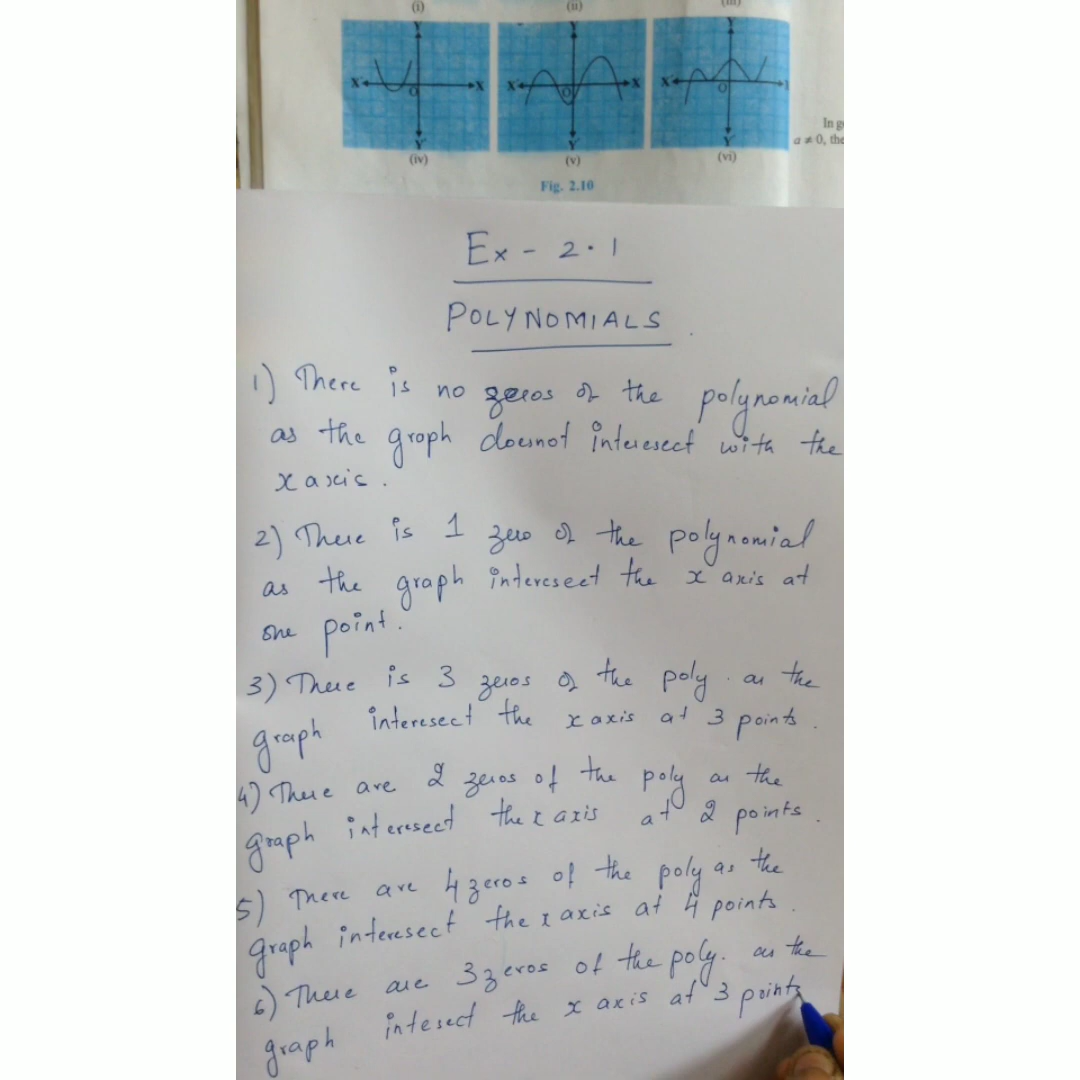 (i) (ii) (iii)
Y Y Y
X X X X X
O O O
Y Y Y
In g
a ≠ 0, the
(iv) (v) (vi)
Fig. 2.10
Ex - 2.1
POLYNOMIALS
1) There is no zeros of the polynomial
as the graph doesnot interesect with the
x axis.
2) There is 1 zero of the polynomial
as the graph interesect the x axis at
one point.
3) There is 3 zeros of the poly. as the
graph interesect the x axis at 3 points.
4) There are 2 zeros of the poly as the
graph interesect the x axis at 2 points.
5) There are 4 zeros of the poly as the
graph interesect the x axis at 4 points.
6) There are 3 zeros of the poly. as the
graph intesect the x axis at 3 points